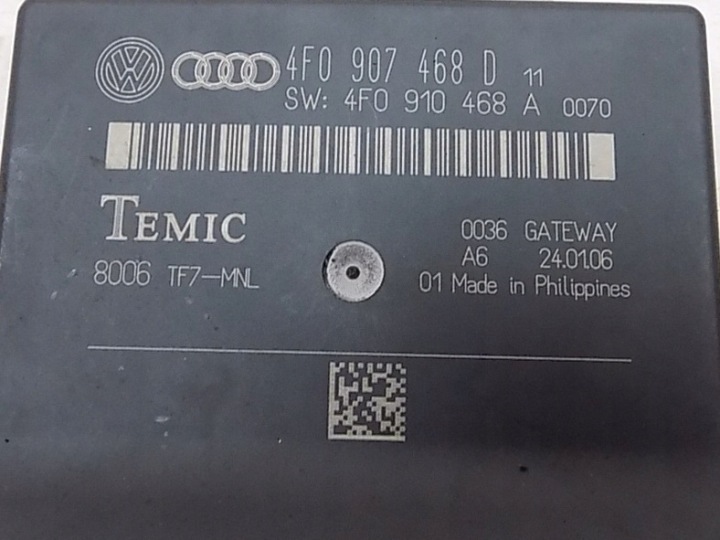 4F0 907 468 D 11
SW: 4F0 910 468 A 0070
TEMIC
8006 TF7-MNL
0036 GATEWAY
A6 24.01.06
01 Made in Philippines